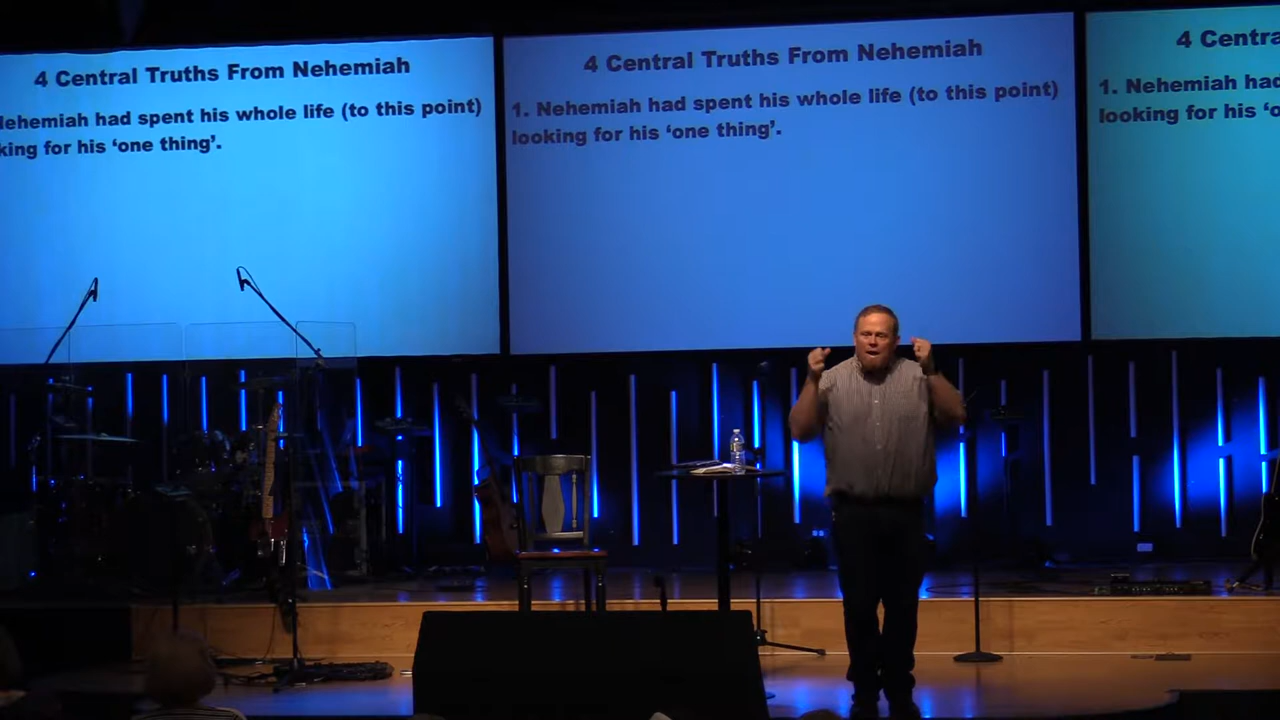 4 Central Truths From Nehemiah
Nehemiah had spent his whole life (to this point)
king for his ‘one thing’.
4 Central Truths From Nehemiah
1. Nehemiah had spent his whole life (to this point)
looking for his ‘one thing’.
4 Centra
1. Nehemiah had
looking for his ‘o